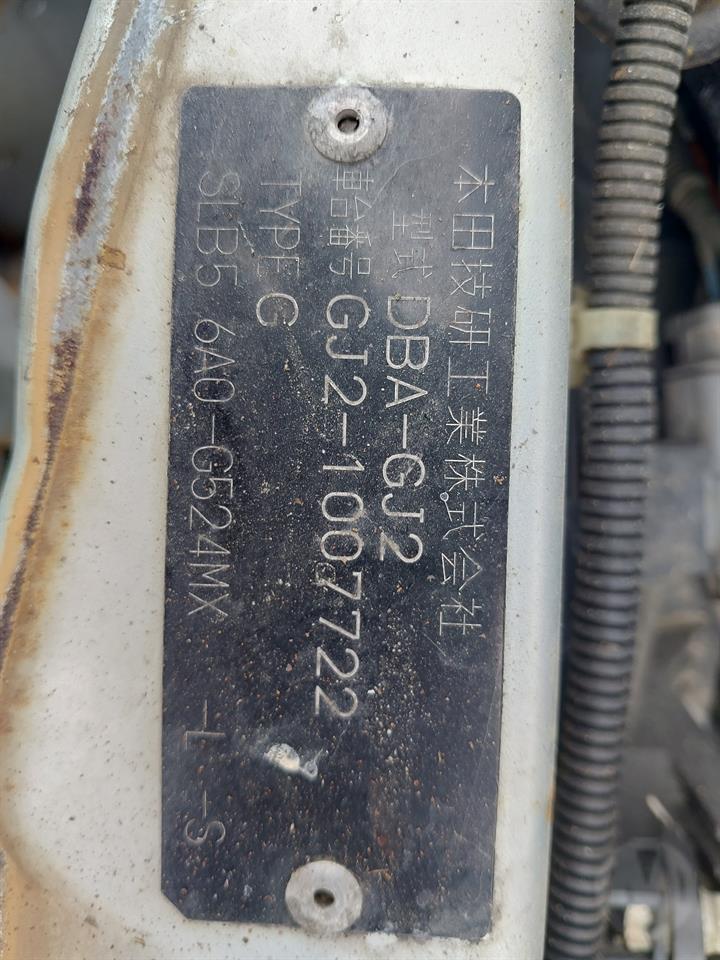 本田技研工業株式会社
型式 DBA-GJ2
車台番号 GJ2-1007722
TYPE G
SLB5 6A0-G524MX -L -S